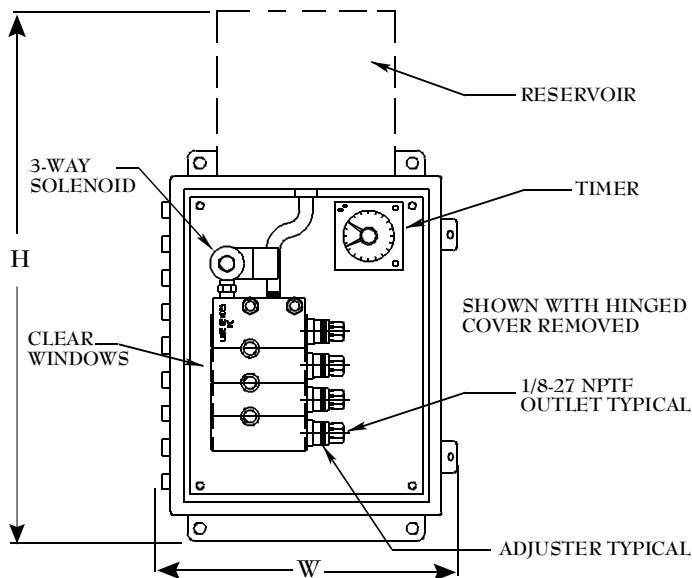 RESERVOIR
3-WAY
SOLENOID
TIMER
H
SHOWN WITH HINGED
COVER REMOVED
CLEAR
WINDOWS
1/8-27 NPTF
OUTLET TYPICAL
ADJUSTER TYPICAL
W